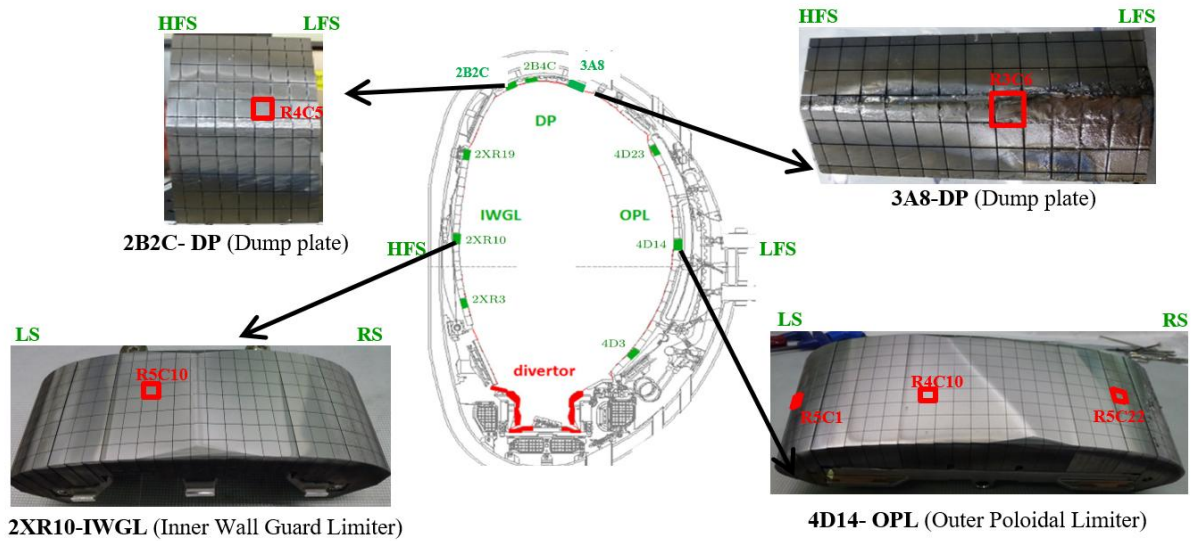 HFS LFS
R4C5
2B2C- DP (Dump plate)
2B2C
2B4C
3A8
DP
2XR19
4D23
IWGL
OPL
HFS
2XR10
4D14
LFS
2XR3
4D3
divertor
HFS LFS
R3C6
3A8-DP (Dump plate)
LS RS
R5C10
2XR10-IWGL (Inner Wall Guard Limiter)
LS RS
R5C1
R4C10
R5C22
4D14- OPL (Outer Poloidal Limiter)